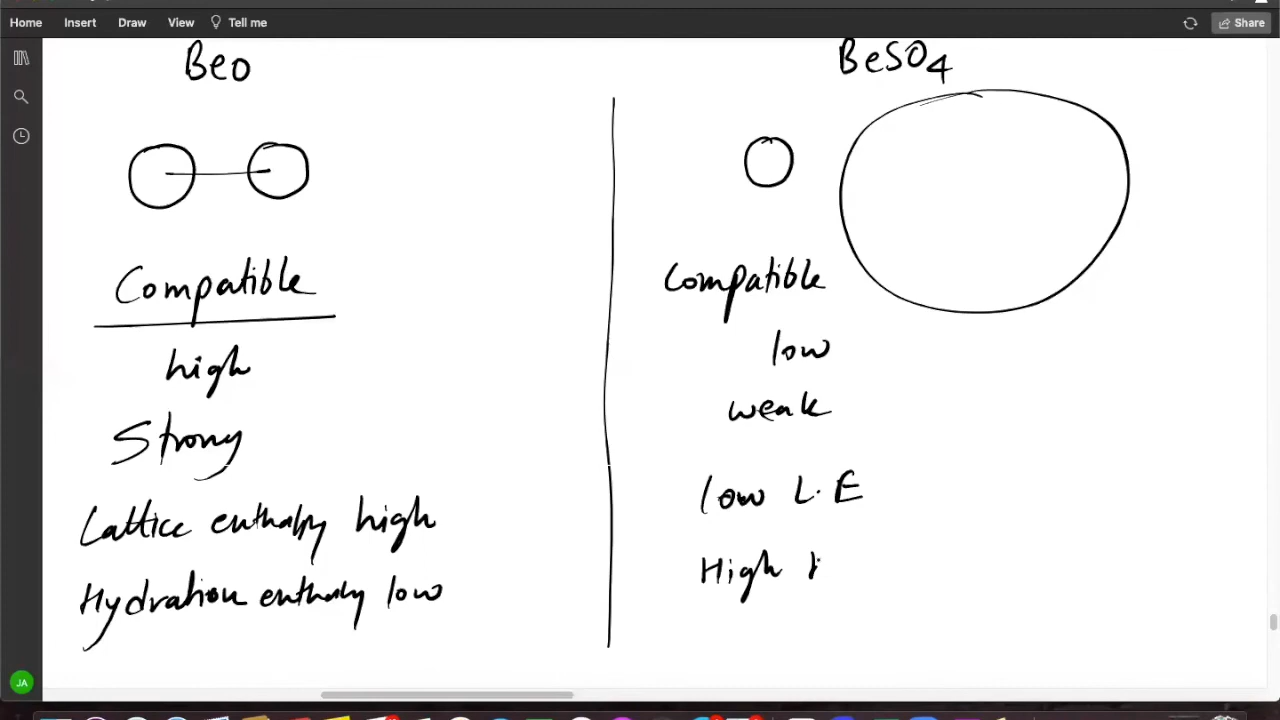 Home Insert Draw View Tell me Share
BeO
BeSO4
Compatible
high
Strong
Lattice enthalpy high
Hydration enthalpy low
Compatible
low
weak
low L.E
High
JA